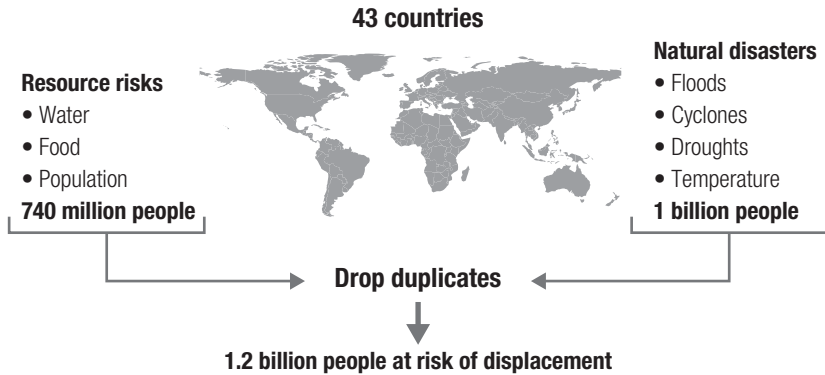 43 countries
Resource risks
• Water
• Food
• Population
740 million people
Natural disasters
• Floods
• Cyclones
• Droughts
• Temperature
1 billion people
Drop duplicates
1.2 billion people at risk of displacement